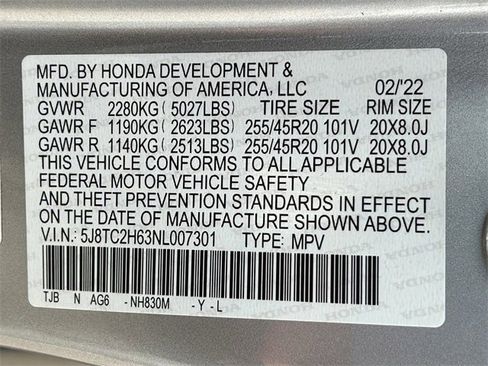 MFD. BY HONDA DEVELOPMENT &
MANUFACTURING OF AMERICA, LLC 02/'22
GVWR 2280KG ( 5027LBS) TIRE SIZE RIM SIZE
GAWR F 1190KG ( 2623LBS) 255/45R20 101V 20X8.0J
GAWR R 1140KG ( 2513LBS) 255/45R20 101V 20X8.0J
THIS VEHICLE CONFORMS TO ALL APPLICABLE
FEDERAL MOTOR VEHICLE SAFETY
AND THEFT PREVENTION STANDARDS IN EFFECT
ON THE DATE OF MANUFACTURE SHOWN ABOVE.
V.I.N.: 5J8TC2H63NL007301 TYPE: MPV
TJB N AG6 -NH830M -Y-L